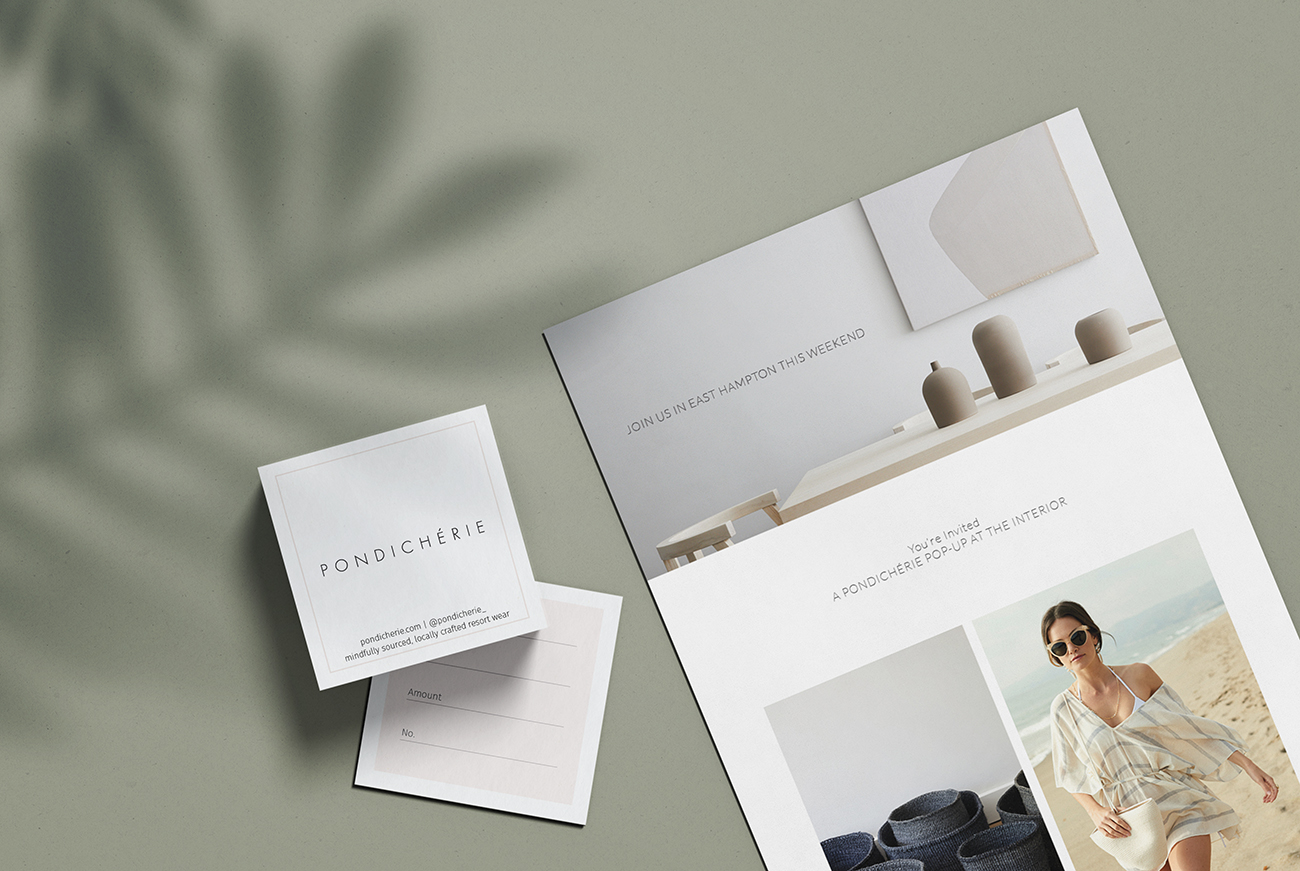 JOIN US IN EAST HAMPTON THIS WEEKEND
You're Invited
A PONDICHÉRIE POP-UP AT THE INTERIOR
PONDICHÉRIE
pondicherie.com | @pondicherie_
mindfully sourced, locally crafted resort wear
Amount
No.